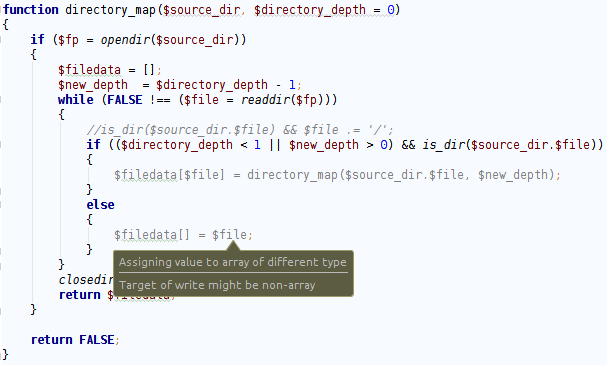 function directory_map($source_dir, $directory_depth = 0)
{
if ($fp = opendir($source_dir))
{
$filedata = [];
$new_depth  = $directory_depth - 1;
while (FALSE !== ($file = readdir($fp)))
{
//is_dir($source_dir.$file) && $file .= '/';
if (($directory_depth < 1 || $new_depth > 0) && is_dir($source_dir.$file))
{
$filedata[$file] = directory_map($source_dir.$file, $new_depth);
}
else
{
$filedata[] = $file;
}
Assigning value to array of different type
}
Target of write might be non-array
closedir
return $
}
return FALSE;
}